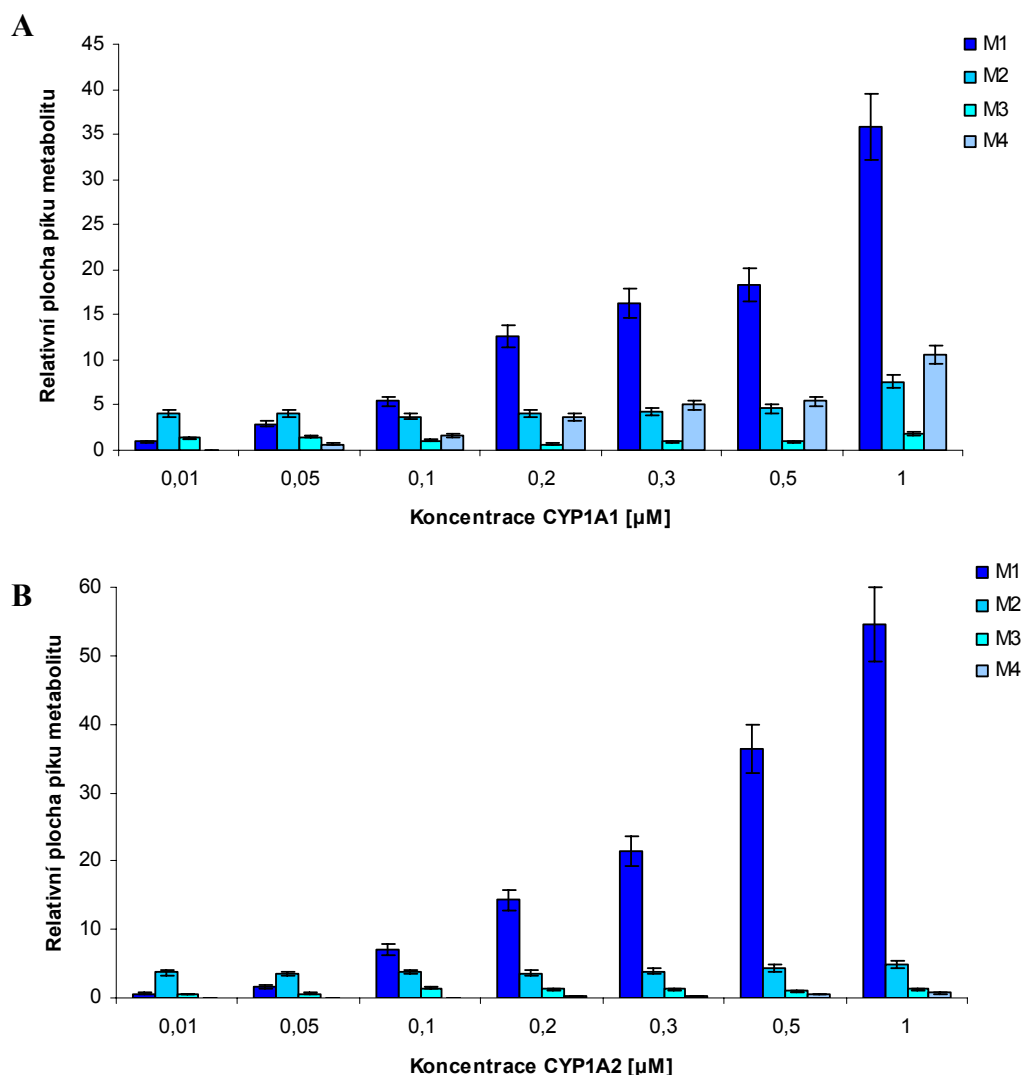 A
Relativní plocha píku metabolitu
45
40
35
30
25
20
15
10
5
0
0,01 0,05 0,1 0,2 0,3 0,5 1
Koncentrace CYP1A1 [µM]
M1
M2
M3
M4
B
Relativní plocha píku metabolitu
60
50
40
30
20
10
0
0,01 0,05 0,1 0,2 0,3 0,5 1
Koncentrace CYP1A2 [µM]
M1
M2
M3
M4